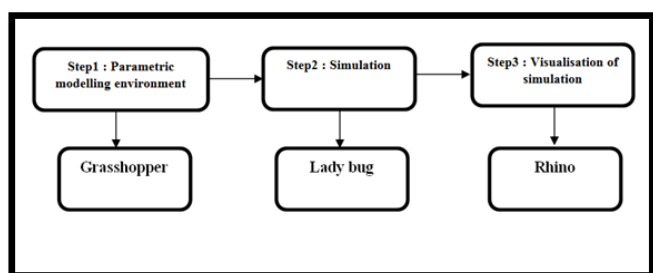 Step1 : Parametric
modelling environment
Step2 : Simulation
Step3 : Visualisation of
simulation
Grasshopper
Lady bug
Rhino